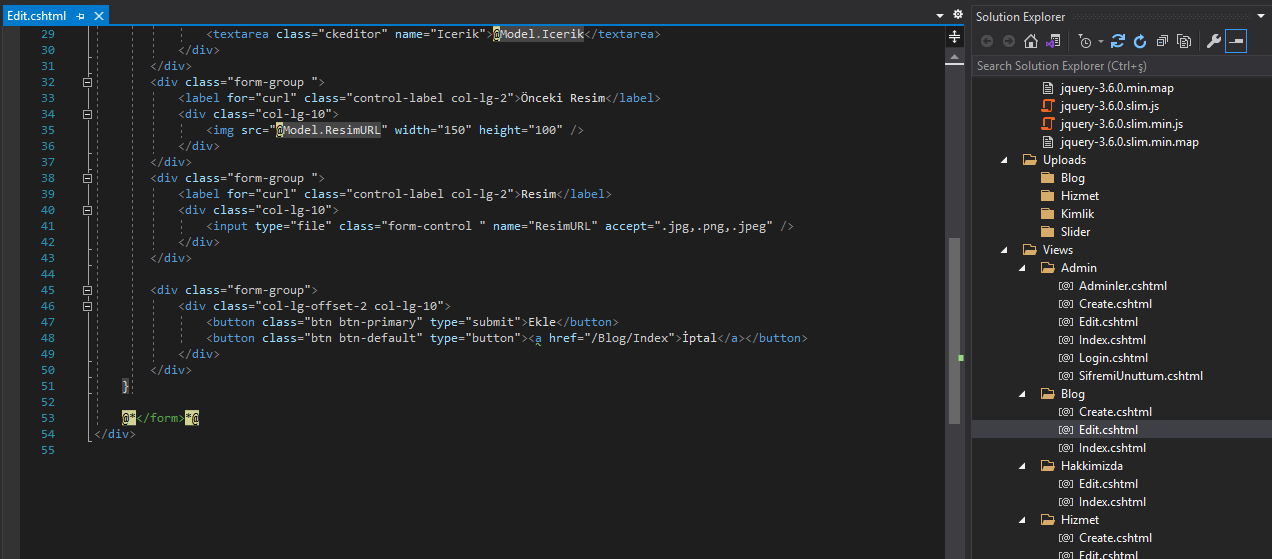 Edit.cshtml
29 <textarea class="ckeditor" name="Icerik">@Model.Icerik</textarea>
30 </div>
31 </div>
32 <div class="form-group ">
33 <label for="curl" class="control-label col-lg-2">Önceki Resim</label>
34 <div class="col-lg-10">
35 <img src="@Model.ResimURL" width="150" height="100" />
36 </div>
37 </div>
38 <div class="form-group ">
39 <label for="curl" class="control-label col-lg-2">Resim</label>
40 <div class="col-lg-10">
41 <input type="file" class="form-control " name="ResimURL" accept=".jpg,.png,.jpeg" />
42 </div>
43 </div>
44
45 <div class="form-group">
46 <div class="col-lg-offset-2 col-lg-10">
47 <button class="btn btn-primary" type="submit">Ekle</button>
48 <button class="btn btn-default" type="button"><a href="/Blog/Index">İptal</a></button>
49 </div>
50 </div>
51 }
52
53 @*</form>*@
54 </div>
55
Solution Explorer
Search Solution Explorer (Ctrl+ş)
jquery-3.6.0.min.map
jquery-3.6.0.slim.js
jquery-3.6.0.slim.min.js
jquery-3.6.0.slim.min.map
Uploads
Blog
Hizmet
Kimlik
Slider
Views
Admin
Adminler.cshtml
Create.cshtml
Edit.cshtml
Index.cshtml
Login.cshtml
SifremiUnuttum.cshtml
Blog
Create.cshtml
Edit.cshtml
Index.cshtml
Hakkimizda
Edit.cshtml
Index.cshtml
Hizmet
Create.cshtml
Edit.cshtml